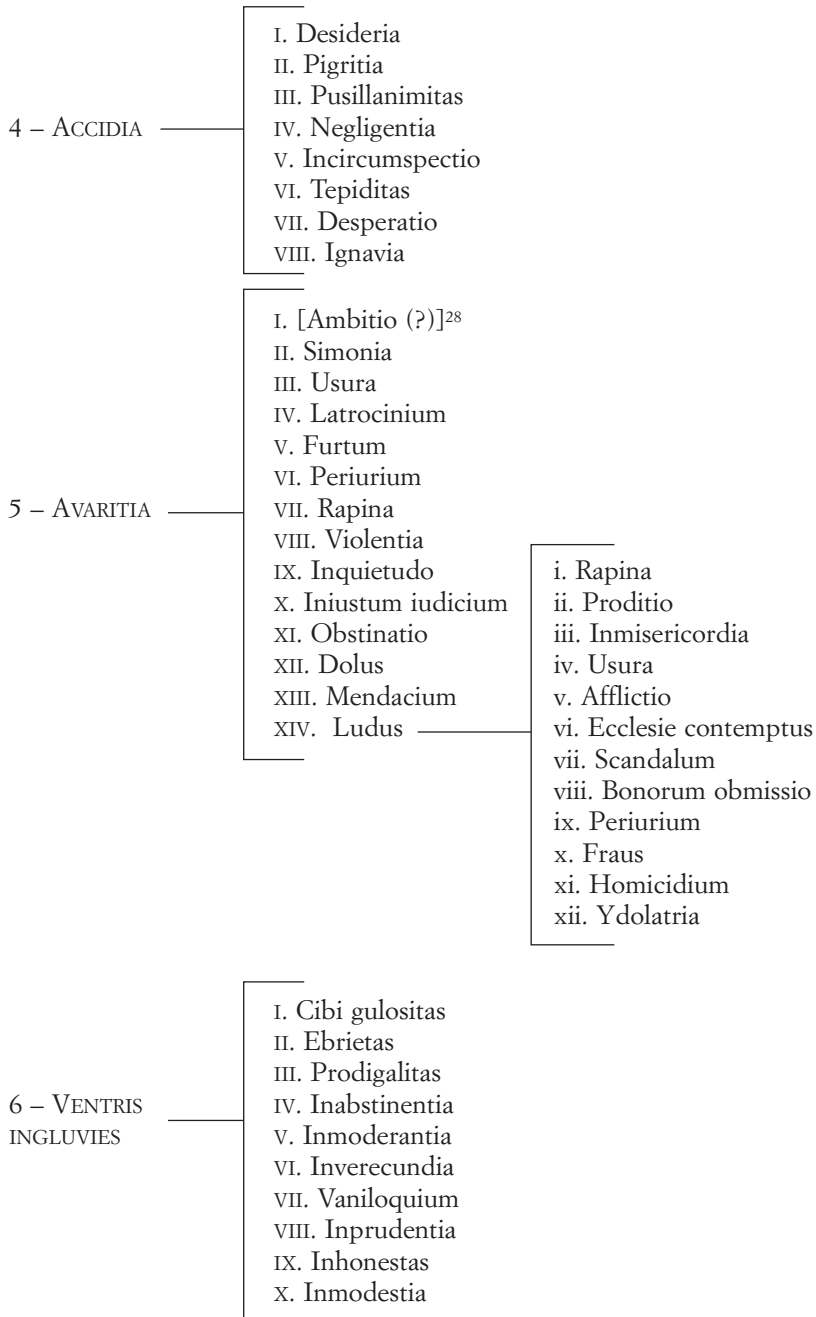 4 – ACCIDIA
I. Desideria
II. Pigritia
III. Pusillanimitas
IV. Negligentia
V. Incircumspectio
VI. Tepiditas
VII. Desperatio
VIII. Ignavia
5 – AVARITIA
I. [Ambitio (?)]28
II. Simonia
III. Usura
IV. Latrocinium
V. Furtum
VI. Periurium
VII. Rapina
VIII. Violentia
IX. Inquietudo
X. Iniustum iudicium
XI. Obstinatio
XII. Dolus
XIII. Mendacium
XIV. Ludus
i. Rapina
ii. Proditio
iii. Inmisericordia
iv. Usura
v. Afflictio
vi. Ecclesie contemptus
vii. Scandalum
viii. Bonorum obmissio
ix. Periurium
x. Fraus
xi. Homicidium
xii. Ydolatria
6 – VENTRIS
INGLUVIES
I. Cibi gulositas
II. Ebrietas
III. Prodigalitas
IV. Inabstinentia
V. Inmoderantia
VI. Inverecundia
VII. Vaniloquium
VIII. Inprudentia
IX. Inhonestas
X. Inmodestia